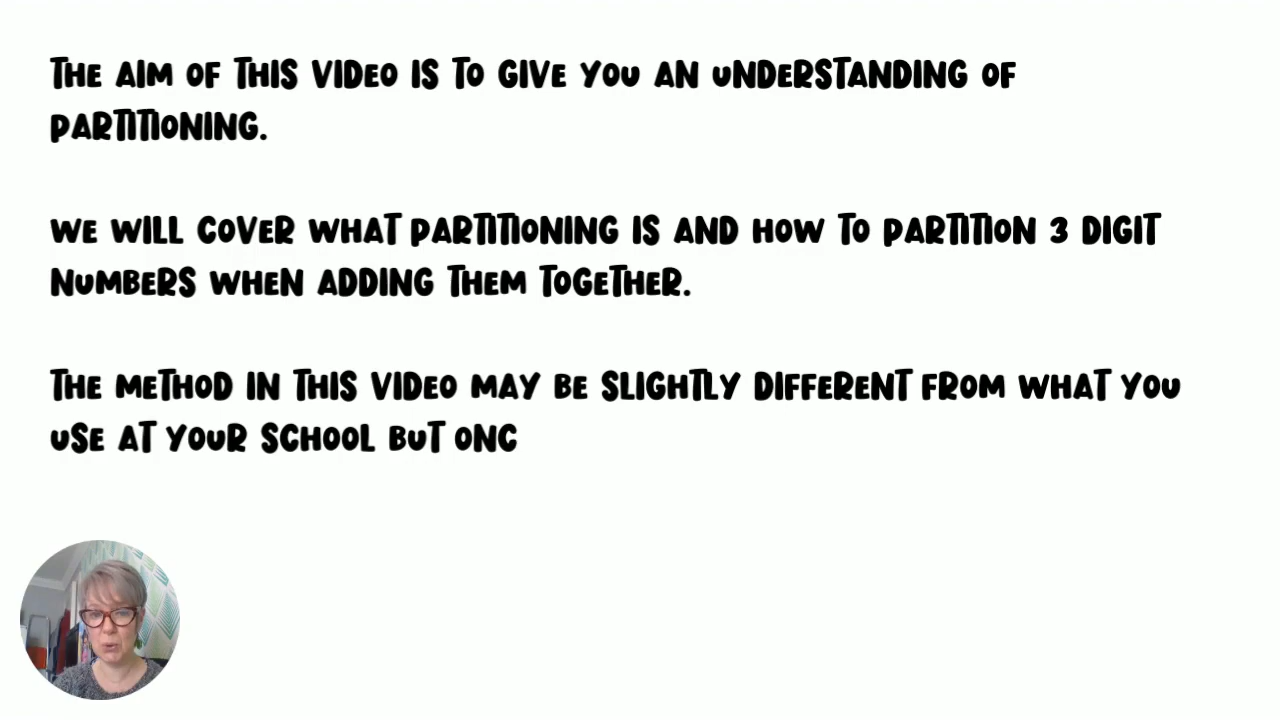 THE AIM OF THIS VIDEO IS TO GIVE YOU AN UNDERSTANDING OF
PARTITIONING.
WE WILL COVER WHAT PARTITIONING IS AND HOW TO PARTITION 3 DIGIT
NUMBERS WHEN ADDING THEM TOGETHER.
THE METHOD IN THIS VIDEO MAY BE SLIGHTLY DIFFERENT FROM WHAT YOU
USE AT YOUR SCHOOL BUT ONC